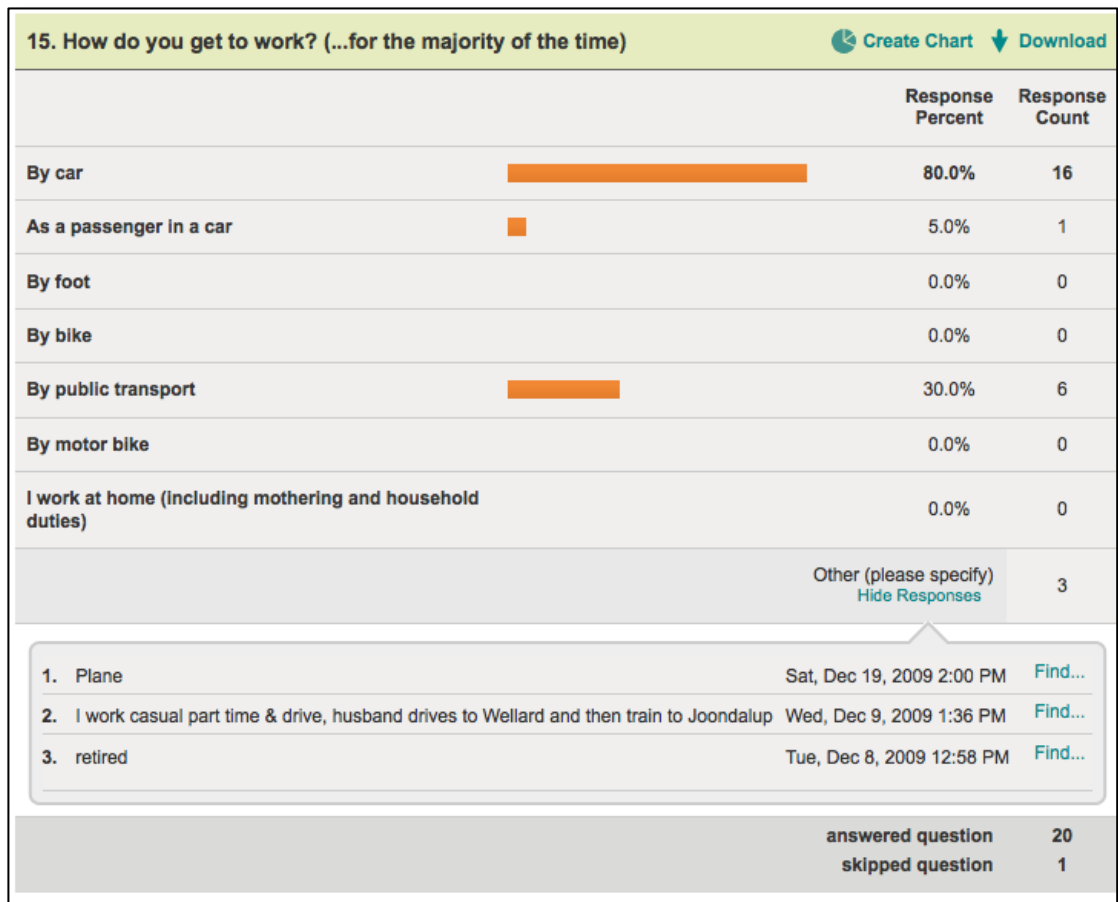 15. How do you get to work? (...for the majority of the time) Create Chart Download
Response Percent Response Count
By car 80.0% 16
As a passenger in a car 5.0% 1
By foot 0.0% 0
By bike 0.0% 0
By public transport 30.0% 6
By motor bike 0.0% 0
I work at home (including mothering and household
duties) 0.0% 0
Other (please specify) 3
Hide Responses
1. Plane Sat, Dec 19, 2009 2:00 PM Find...
2. I work casual part time & drive, husband drives to Wellard and then train to Joondalup Wed, Dec 9, 2009 1:36 PM Find...
3. retired Tue, Dec 8, 2009 12:58 PM Find...
answered question 20
skipped question 1